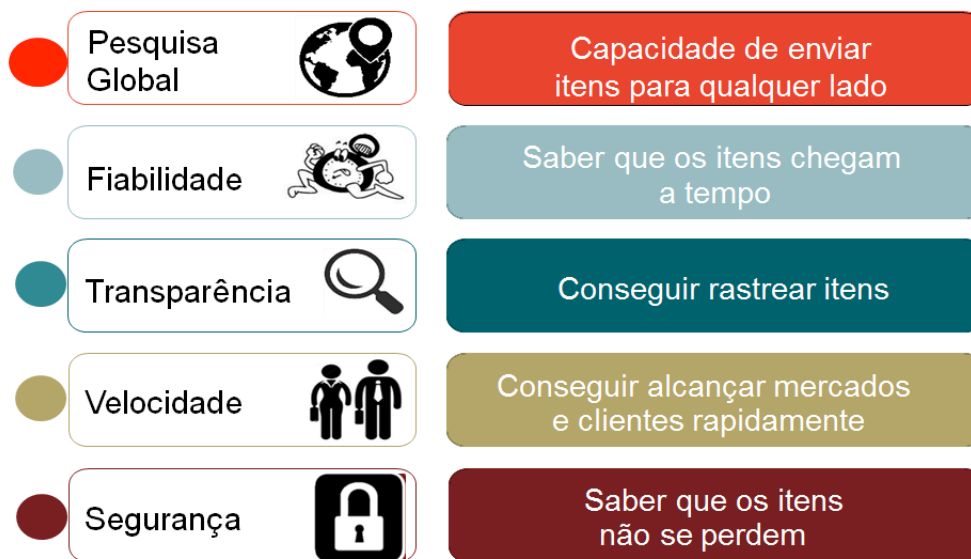 Pesquisa
Global
Capacidade de enviar
itens para qualquer lado
Fiabilidade
Saber que os itens chegam
a tempo
Transparência
Conseguir rastrear itens
Velocidade
Conseguir alcançar mercados
e clientes rapidamente
Segurança
Saber que os itens
não se perdem